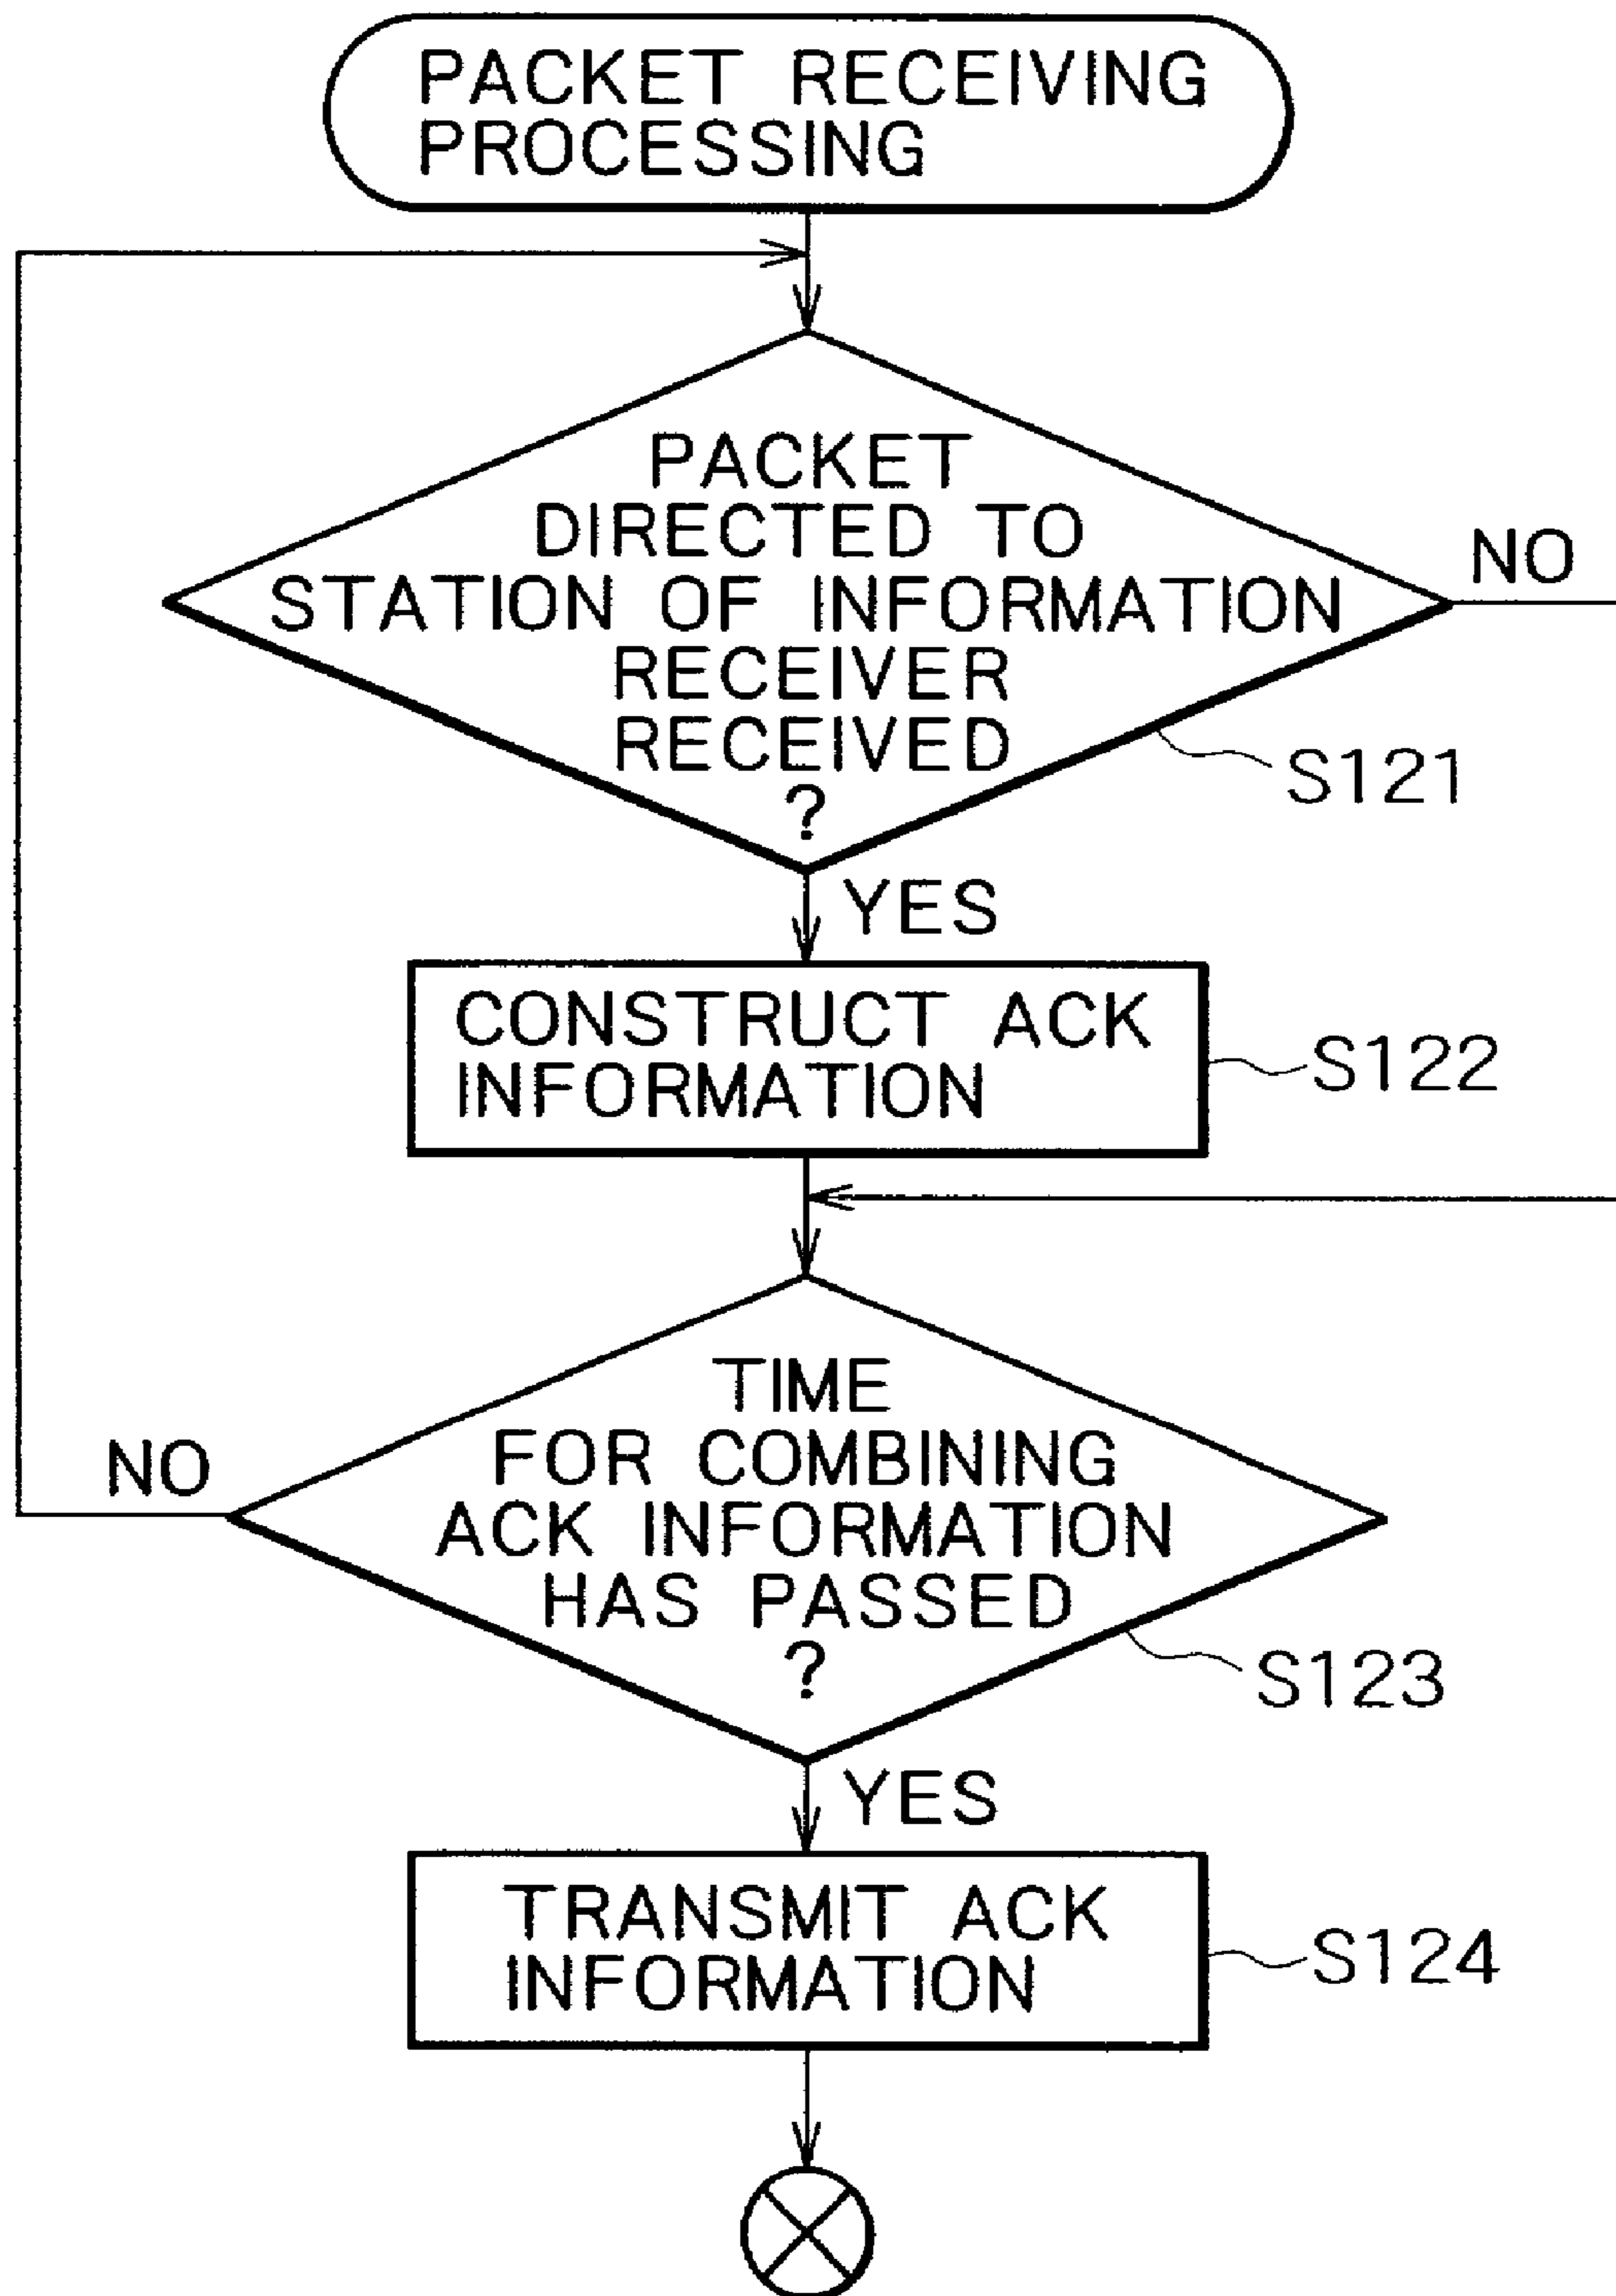 PACKET RECEIVING
PROCESSING
PACKET
DIRECTED TO
STATION OF INFORMATION
RECEIVER
RECEIVED
?
NO
S121
YES
CONSTRUCT ACK
INFORMATION
S122
TIME
FOR COMBINING
ACK INFORMATION
HAS PASSED
?
NO
S123
YES
TRANSMIT ACK
INFORMATION
S124